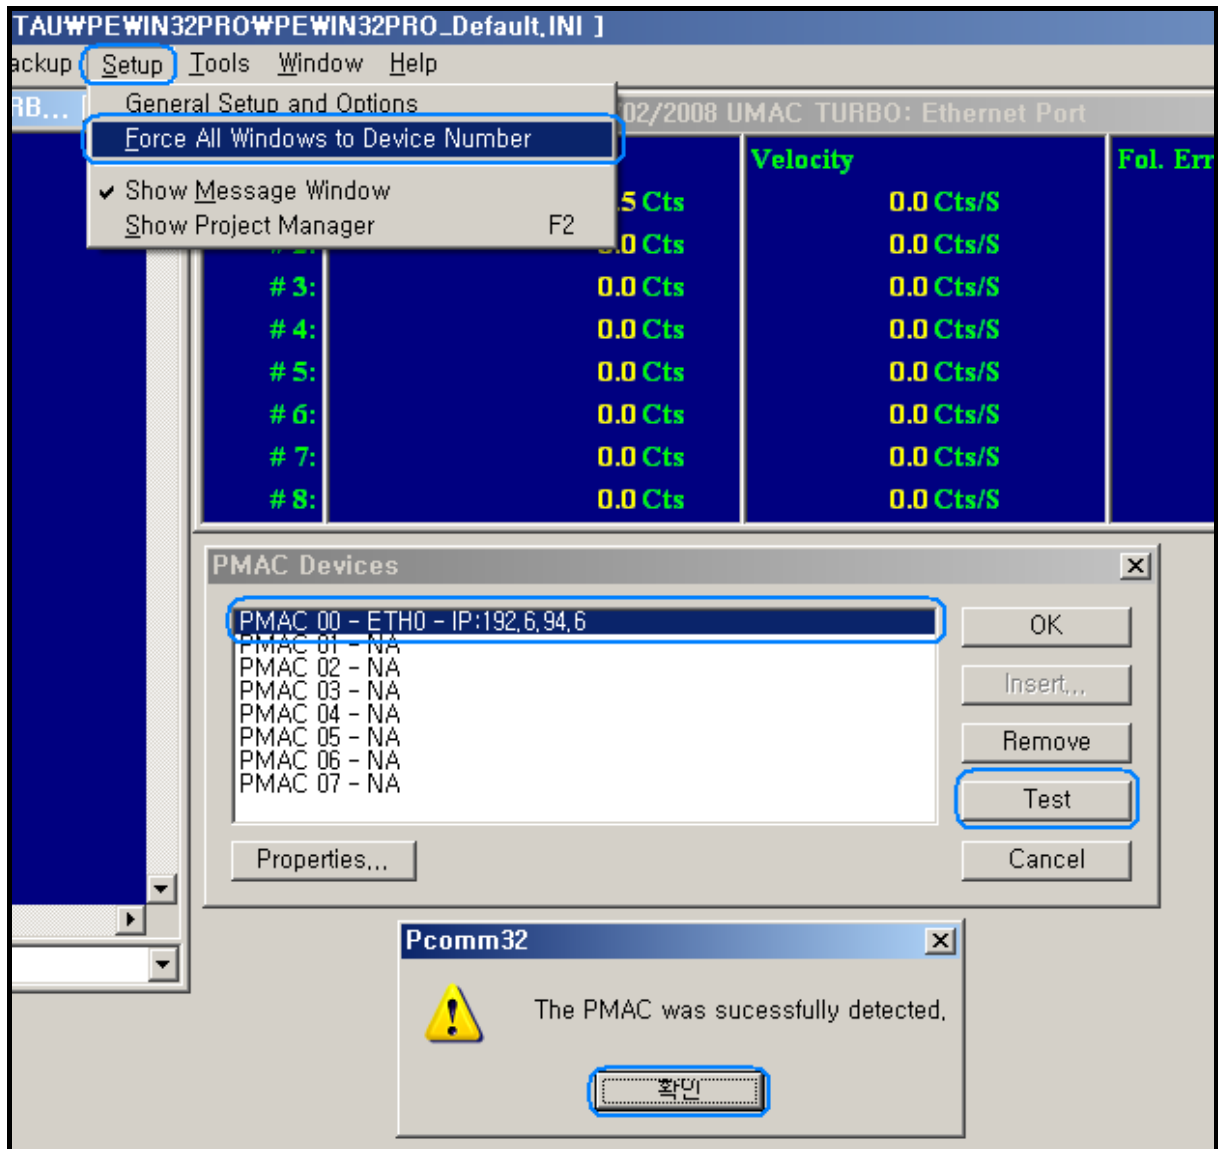 TAU₩PE₩IN32PRO₩PE₩IN32PRO_Default,INI ]
ackup Setup Tools Window Help
RB... [
General Setup and Options
02/2008 UMAC TURBO: Ethernet Port
Force All Windows to Device Number
Show Message Window
Show Project Manager F2
Velocity Fol. Err
.5 Cts 0.0 Cts/S
# 2: 0.0 Cts 0.0 Cts/S
# 3: 0.0 Cts 0.0 Cts/S
# 4: 0.0 Cts 0.0 Cts/S
# 5: 0.0 Cts 0.0 Cts/S
# 6: 0.0 Cts 0.0 Cts/S
# 7: 0.0 Cts 0.0 Cts/S
# 8: 0.0 Cts 0.0 Cts/S
PMAC Devices
PMAC 00 - ETH0 - IP:192,6,94,6
PMAC 01 - NA
PMAC 02 - NA
PMAC 03 - NA
PMAC 04 - NA
PMAC 05 - NA
PMAC 06 - NA
PMAC 07 - NA
OK
Insert,,,
Remove
Test
Properties,,,
Cancel
Pcomm32
The PMAC was sucessfully detected,
확인